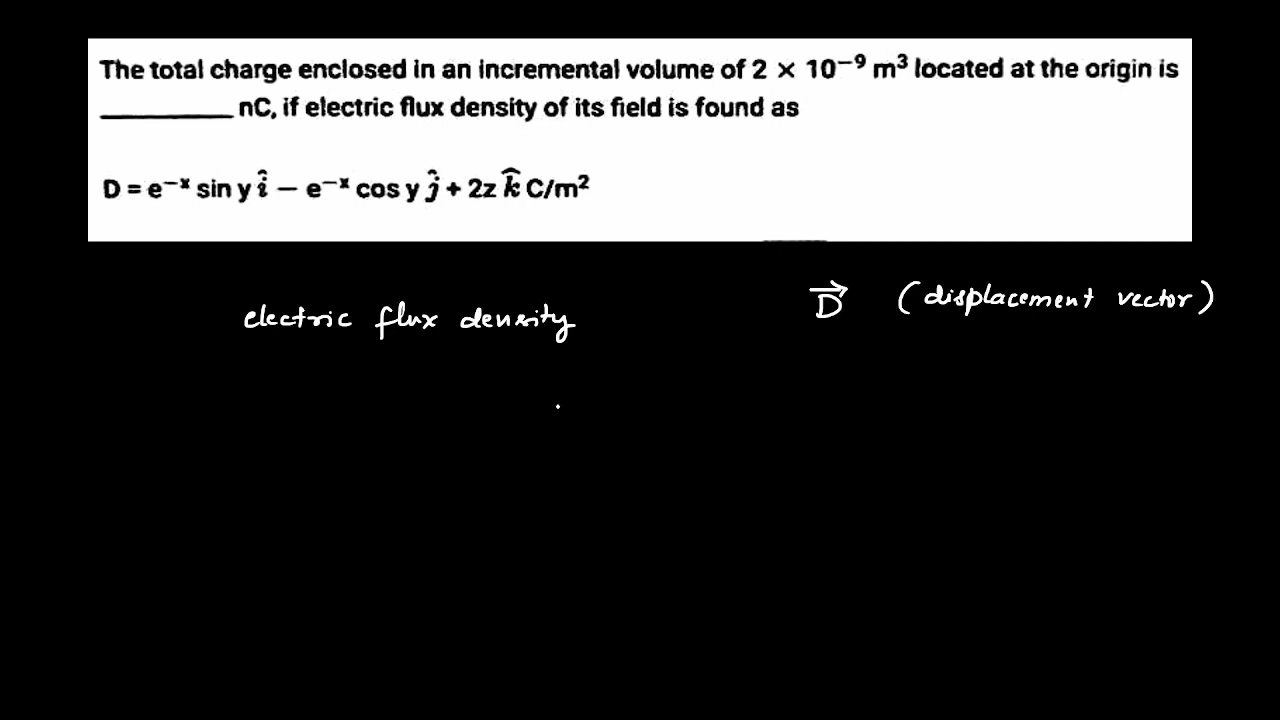 The total charge enclosed in an incremental volume of 2 × 10⁻⁹ m³ located at the origin is
__________ nC, if electric flux density of its field is found as
D = e⁻ˣ sin y î – e⁻ˣ cos y ĵ + 2z k̂ C/m²
D⃗ (displacement vector)
electric flux density